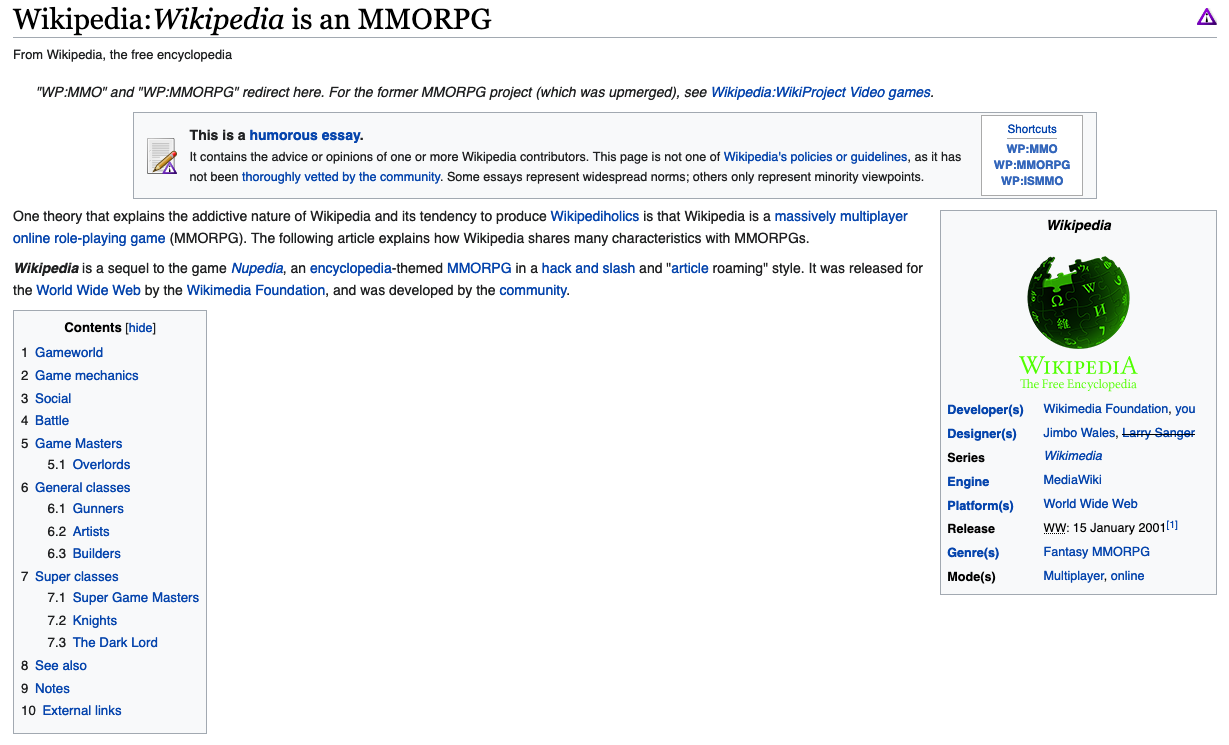 Wikipedia:Wikipedia is an MMORPG
From Wikipedia, the free encyclopedia
"WP:MMO" and "WP:MMORPG" redirect here. For the former MMORPG project (which was upmerged), see Wikipedia:WikiProject Video games.
This is a humorous essay.
It contains the advice or opinions of one or more Wikipedia contributors. This page is not one of Wikipedia's policies or guidelines, as it has
not been thoroughly vetted by the community. Some essays represent widespread norms; others only represent minority viewpoints.
Shortcuts
WP:MMO
WP:MMORPG
WP:ISMMO
One theory that explains the addictive nature of Wikipedia and its tendency to produce Wikipediholics is that Wikipedia is a massively multiplayer
online role-playing game (MMORPG). The following article explains how Wikipedia shares many characteristics with MMORPGs.
Wikipedia is a sequel to the game Nupedia, an encyclopedia-themed MMORPG in a hack and slash and "article roaming" style. It was released for
the World Wide Web by the Wikimedia Foundation, and was developed by the community.
Contents [hide]
1 Gameworld
2 Game mechanics
3 Social
4 Battle
5 Game Masters
5.1 Overlords
6 General classes
6.1 Gunners
6.2 Artists
6.3 Builders
7 Super classes
7.1 Super Game Masters
7.2 Knights
7.3 The Dark Lord
8 See also
9 Notes
10 External links
Wikipedia
Ω W И 維
WIKIPEDIA
The Free Encyclopedia
Developer(s) Wikimedia Foundation, you
Designer(s) Jimbo Wales, Larry Sanger
Series Wikimedia
Engine MediaWiki
Platform(s) World Wide Web
Release WW: 15 January 2001[1]
Genre(s) Fantasy MMORPG
Mode(s) Multiplayer, online